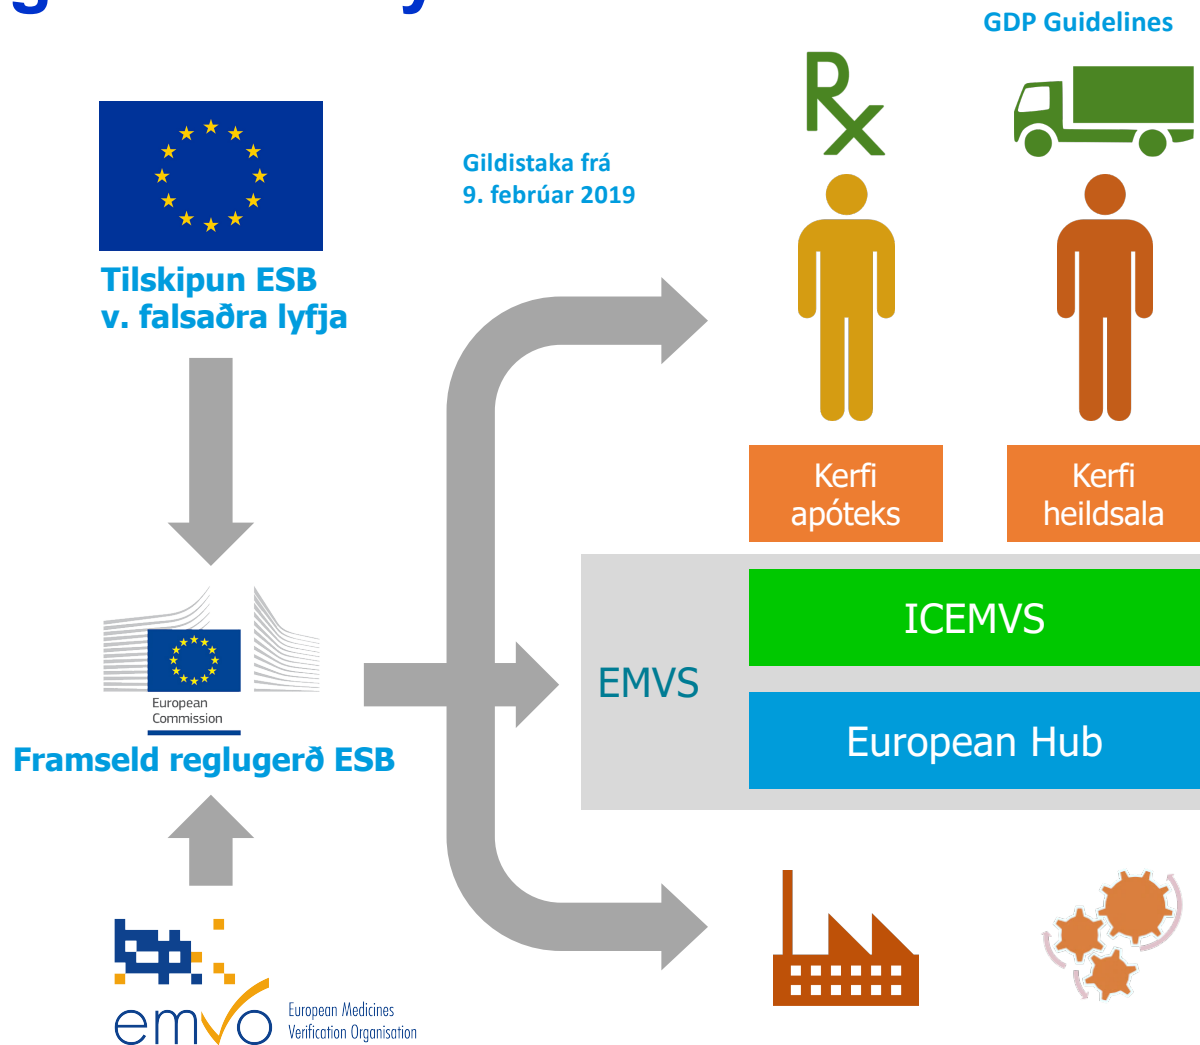 GDP Guidelines
Rx
Gildistaka frá
9. febrúar 2019
Tilskipun ESB
v. falsaðra lyfja
Kerfi
apóteks
Kerfi
heildsala
ICEMVS
EMVS
European Hub
European
Commission
Framseld reglugerð ESB
emvo
European Medicines
Verification Organisation